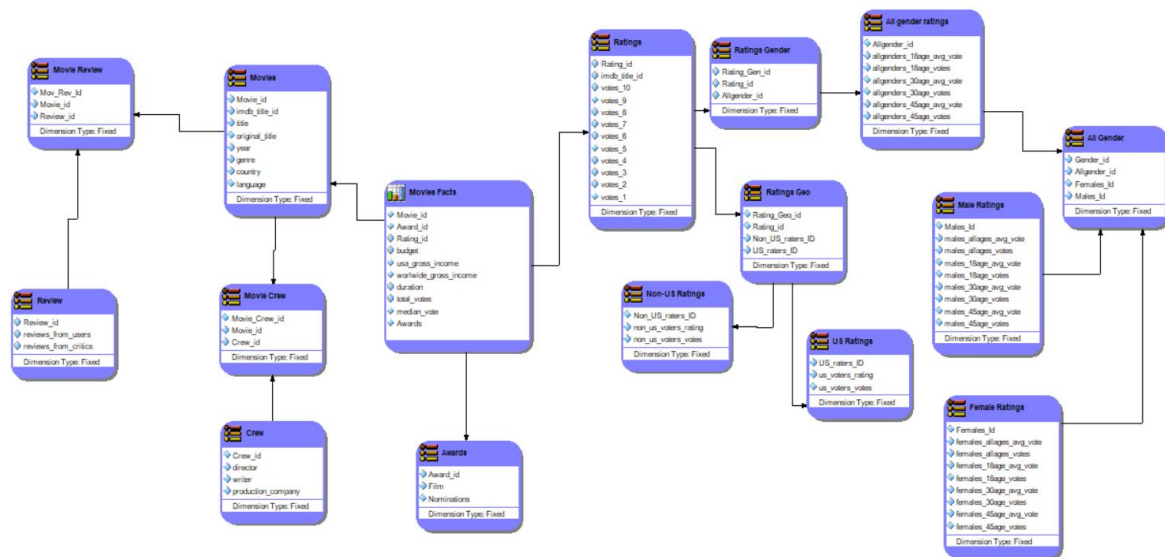 Movie Review
Mov_Rev_Id
Movie_id
Review_id
Dimension Type: Fixed
Movies
Movie_id
imdb_title_id
title
original_title
year
genre
country
language
Dimension Type: Fixed
Review
Review_id
reviews_from_users
reviews_from_critics
Dimension Type: Fixed
Movie Crew
Movie_Crew_id
Movie_id
Crew_id
Dimension Type: Fixed
Crew
Crew_id
director
writer
production_company
Dimension Type: Fixed
Movies Facts
Movie_id
Award_id
Rating_id
budget
usa_gross_income
worlwide_gross_income
duration
total_votes
median_vote
Awards
Awards
Award_id
Film
Nominations
Dimension Type: Fixed
Ratings
Rating_id
imdb_title_id
votes_10
votes_9
votes_8
votes_7
votes_6
votes_5
votes_4
votes_3
votes_2
votes_1
Dimension Type: Fixed
Ratings Gender
Rating_Gen_id
Rating_id
Allgender_id
Dimension Type: Fixed
All gender ratings
Allgender_id
allgenders_18age_avg_vote
allgenders_18age_votes
allgenders_30age_avg_vote
allgenders_30age_votes
allgenders_45age_avg_vote
allgenders_45age_votes
Dimension Type: Fixed
All Gender
Gender_id
Allgender_id
Females_Id
Males_Id
Dimension Type: Fixed
Ratings Geo
Rating_Geo_id
Rating_id
Non_US_raters_ID
US_raters_ID
Dimension Type: Fixed
Non-US Ratings
Non_US_raters_ID
non_us_voters_rating
non_us_voters_votes
Dimension Type: Fixed
US Ratings
US_raters_ID
us_voters_rating
us_voters_votes
Dimension Type: Fixed
Male Ratings
Males_Id
males_allages_avg_vote
males_allages_votes
males_18age_avg_vote
males_18age_votes
males_30age_avg_vote
males_30age_votes
males_45age_avg_vote
males_45age_votes
Dimension Type: Fixed
Female Ratings
Females_Id
females_allages_avg_vote
females_allages_votes
females_18age_avg_vote
females_18age_votes
females_30age_avg_vote
females_30age_votes
females_45age_avg_vote
females_45age_votes
Dimension Type: Fixed